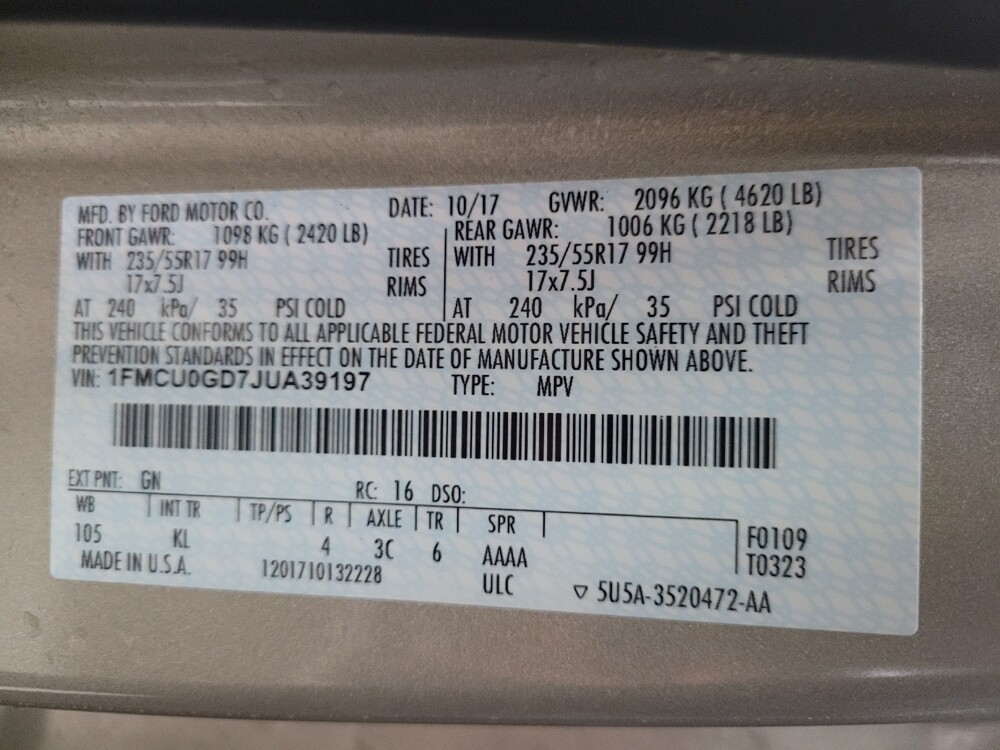 MFD. BY FORD MOTOR CO. DATE: 10/17 GVWR: 2096 KG ( 4620 LB)
FRONT GAWR: 1098 KG ( 2420 LB) REAR GAWR: 1006 KG ( 2218 LB)
WITH 235/55R17 99H TIRES WITH 235/55R17 99H TIRES
17x7.5J RIMS 17x7.5J RIMS
AT 240 kPa/ 35 PSI COLD AT 240 kPa/ 35 PSI COLD
THIS VEHICLE CONFORMS TO ALL APPLICABLE FEDERAL MOTOR VEHICLE SAFETY AND THEFT
PREVENTION STANDARDS IN EFFECT ON THE DATE OF MANUFACTURE SHOWN ABOVE.
VIN: 1FMCU0GD7JUA39197 TYPE: MPV
EXT PNT: GN RC: 16 DSO:
WB INT TR TP/PS R AXLE TR SPR
105 KL 4 3C 6 AAAA F0109
T0323
MADE IN U.S.A. 1201710132228 ULC 5U5A-3520472-AA